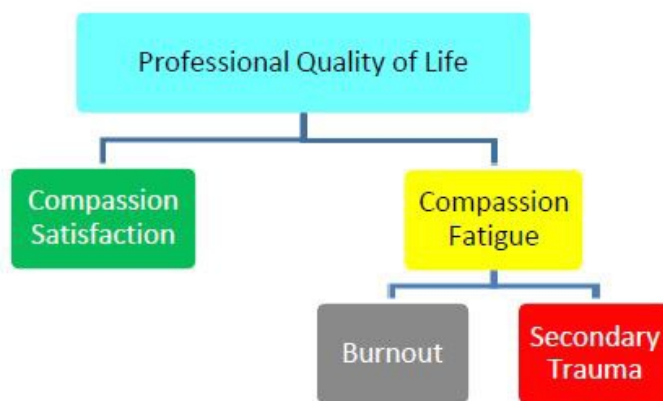 Professional Quality of Life
Compassion
Satisfaction
Compassion
Fatigue
Burnout
Secondary
Trauma